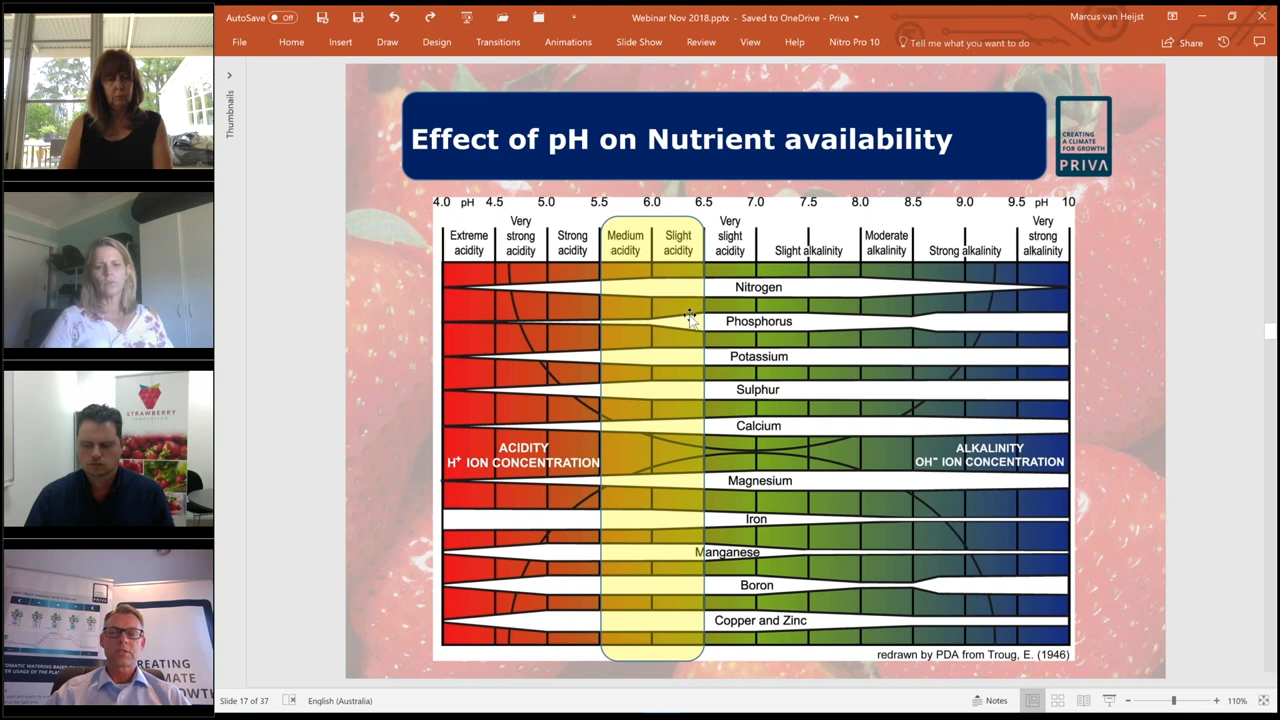 AutoSave Off
Webinar Nov 2018.pptx - Saved to OneDrive - Priva
Marcus van Heijst
File Home Insert Draw Design Transitions Animations Slide Show Review View Help Nitro Pro 10 Tell me what you want to do
Share
Thumbnails
Effect of pH on Nutrient availability
CREATING
A CLIMATE
FOR GROWTH
PRIVA
4.0 pH 4.5 5.0 5.5 6.0 6.5 7.0 7.5 8.0 8.5 9.0 9.5 pH 10
Extreme acidity
Very strong acidity
Strong acidity
Medium acidity
Slight acidity
Very slight acidity
Slight alkalinity
Moderate alkalinity
Strong alkalinity
Very strong alkalinity
Nitrogen
Phosphorus
Potassium
Sulphur
Calcium
ACIDITY
H⁺ ION CONCENTRATION
ALKALINITY
OH⁻ ION CONCENTRATION
Magnesium
Iron
Manganese
Boron
Copper and Zinc
redrawn by PDA from Troug, E. (1946)
STRAWBERRY
REATING
LIMATE
Slide 17 of 37
English (Australia)
Notes
110%